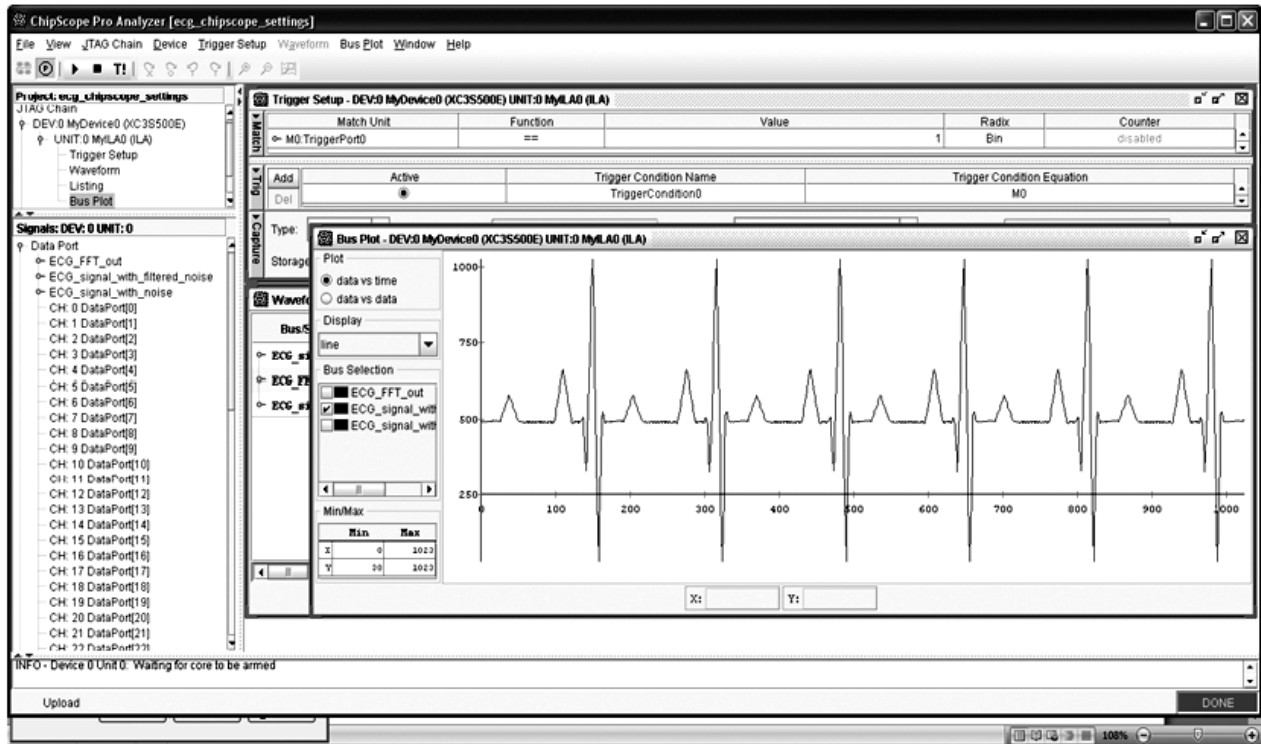 ChipScope Pro Analyzer [ecg_chipscope_settings]
File View JTAG Chain Device Trigger Setup Waveform Bus Plot Window Help
T!
Project: ecg_chipscope_settings
JTAG Chain
DEV:0 MyDevice0 (XC3S500E)
UNIT:0 MyILA0 (ILA)
Trigger Setup
Waveform
Listing
Bus Plot
Signals: DEV: 0 UNIT: 0
Data Port
ECG_FFT_out
ECG_signal_with_filtered_noise
ECG_signal_with_noise
CH: 0 DataPort[0]
CH: 1 DataPort[1]
CH: 2 DataPort[2]
CH: 3 DataPort[3]
CH: 4 DataPort[4]
CH: 5 DataPort[5]
CH: 6 DataPort[6]
CH: 7 DataPort[7]
CH: 8 DataPort[8]
CH: 9 DataPort[9]
CH: 10 DataPort[10]
CH: 11 DataPort[11]
CH: 12 DataPort[12]
CH: 13 DataPort[13]
CH: 14 DataPort[14]
CH: 15 DataPort[15]
CH: 16 DataPort[16]
CH: 17 DataPort[17]
CH: 18 DataPort[18]
CH: 19 DataPort[19]
CH: 20 DataPort[20]
CH: 21 DataPort[21]
CH: 22 DataPort[22]
Trigger Setup - DEV:0 MyDevice0 (XC3S500E) UNIT:0 MyILA0 (ILA)
Match
Match Unit Function Value Radix Counter
M0:TriggerPort0 == 1 Bin disabled
Trig
Add Active Trigger Condition Name Trigger Condition Equation
Del TriggerCondition0 M0
Capture
Type:
Storage
Wavefo
Bus/S
ECG_si
ECG_FF
ECG_si
Bus Plot - DEV:0 MyDevice0 (XC3S500E) UNIT:0 MyILA0 (ILA)
Plot
data vs time
data vs data
Display
line
Bus Selection
ECG_FFT_out
ECG_signal_with
ECG_signal_with
Min/Max
Min Max
X 0 1023
Y 30 1023
1000
750
500
250
0 100 200 300 400 500 600 700 800 900 1000
X: Y:
INFO - Device 0 Unit 0: Waiting for core to be armed
Upload
DONE
108%